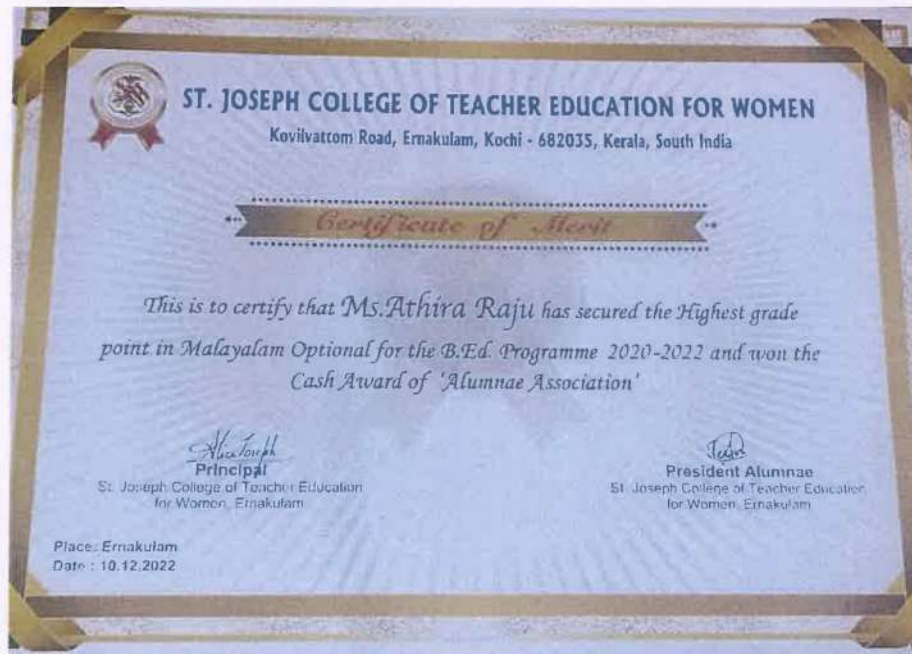 ST. JOSEPH COLLEGE OF TEACHER EDUCATION FOR WOMEN
Kovilvattom Road, Ernakulam, Kochi - 682035, Kerala, South India
Certificate of Merit
This is to certify that Ms.Athira Raju has secured the Highest grade
point in Malayalam Optional for the B.Ed. Programme 2020-2022 and won the
Cash Award of 'Alumnae Association'
Alice Joseph
Principal
St. Joseph College of Teacher Education
for Women, Ernakulam
President Alumnae
St. Joseph College of Teacher Education
for Women, Ernakulam
Place: Ernakulam
Date : 10.12.2022